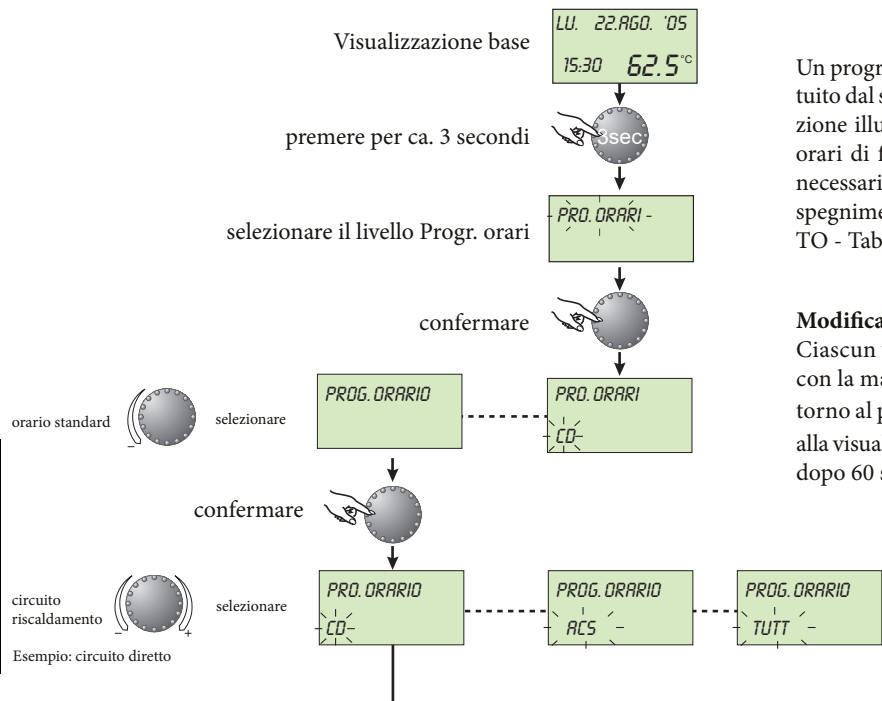 Visualizzazione base
LU. 22.AGO. '05
15:30 62.5°C
premere per ca. 3 secondi
3sec
selezionare il livello Progr. orari
PRO. ORARI -
confermare
orario standard
-
selezionare
PROG. ORARIO
PRO. ORARI
CD
confermare
circuito
riscaldamento
- +
selezionare
Esempio: circuito diretto
PRO. ORARIO
CD
PROG. ORARIO
ACS
PROG. ORARIO
TUTT
Un progr
tuito dal s
zione illu
orari di f
necessari
spegnime
TO - Tab
Modifica
Ciascun
con la ma
torno al p
alla visua
dopo 60 s